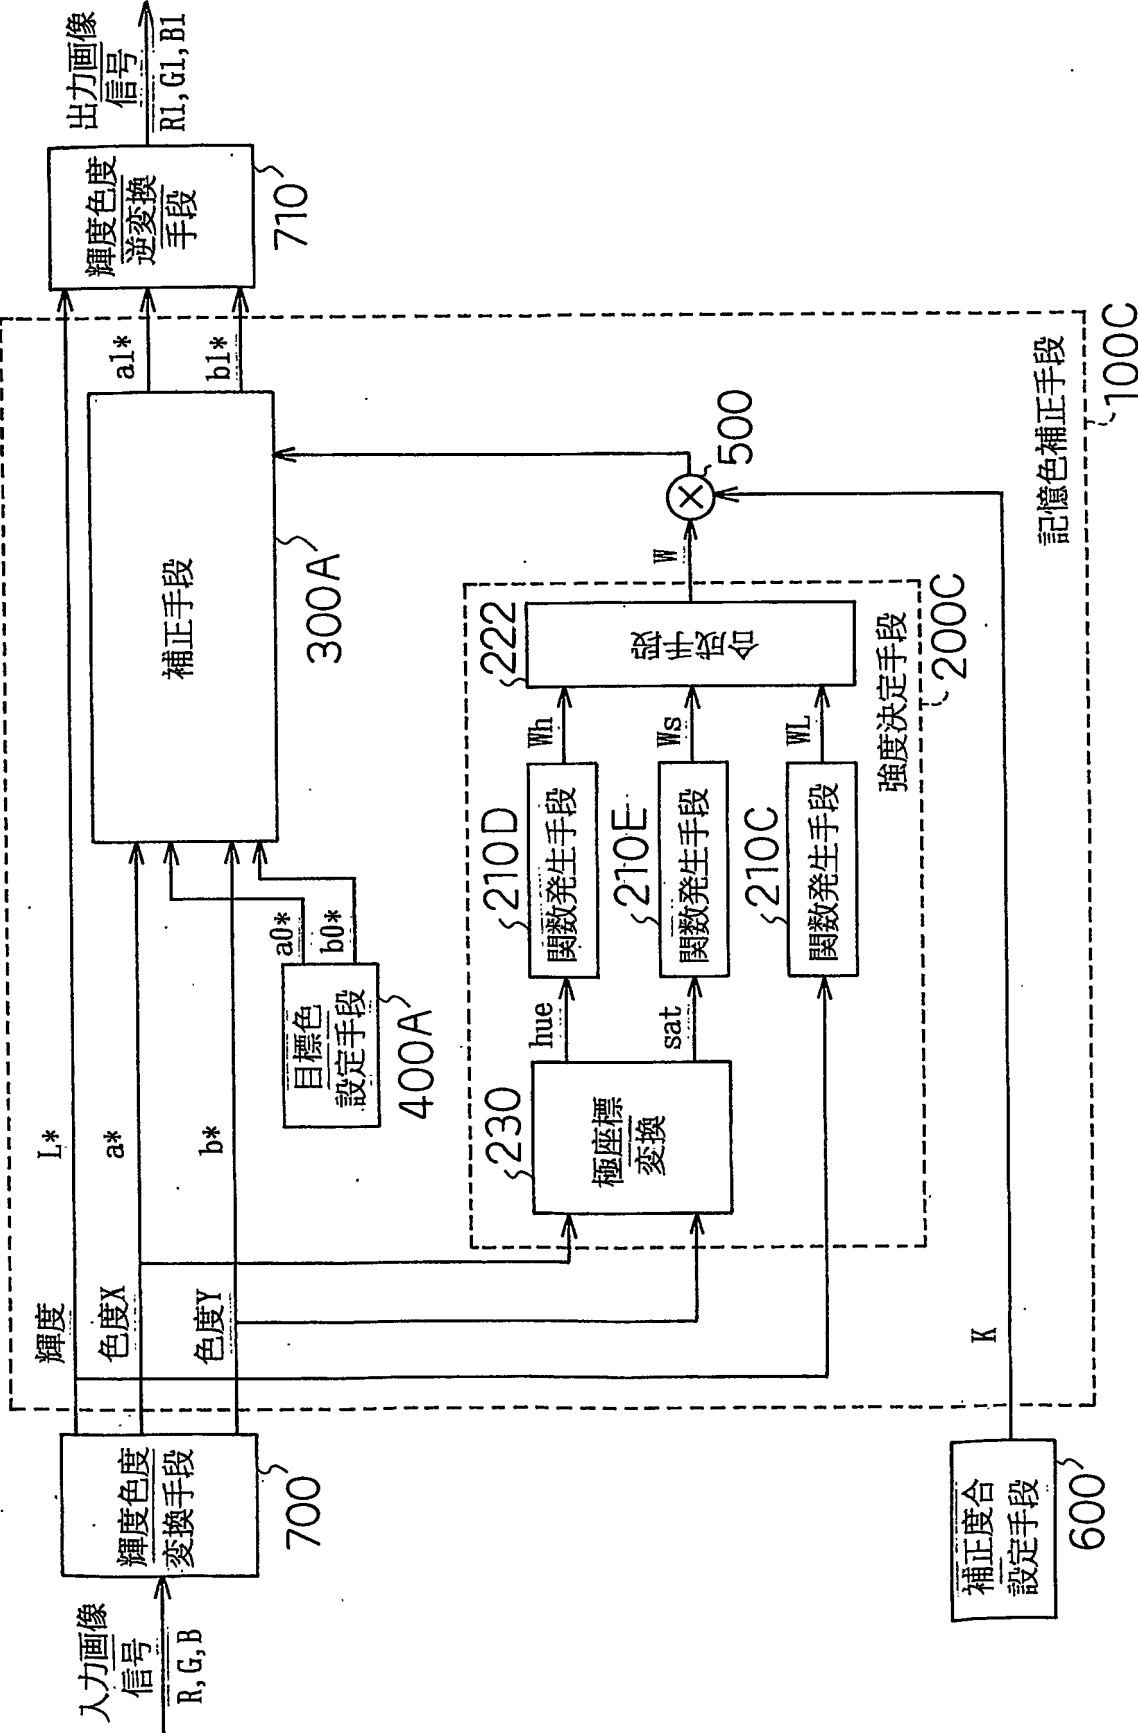 入力画像
信号
R,G,B
輝度色度
変換手段
700
輝度
L*
色度X
a*
色度Y
b*
目標色
設定手段
400A
a0*
b0*
補正手段
300A
a1*
b1*
輝度色度
逆変換
手段
710
出力画像
信号
R1,G1,B1
極座標
変換
230
hue
sat
関数発生手段
210D
関数発生手段
210E
関数発生手段
210C
Wh
Ws
WL
合成手段
222
強度決定手段
200C
W
500
補正度合
設定手段
600
K
記憶色補正手段
100C